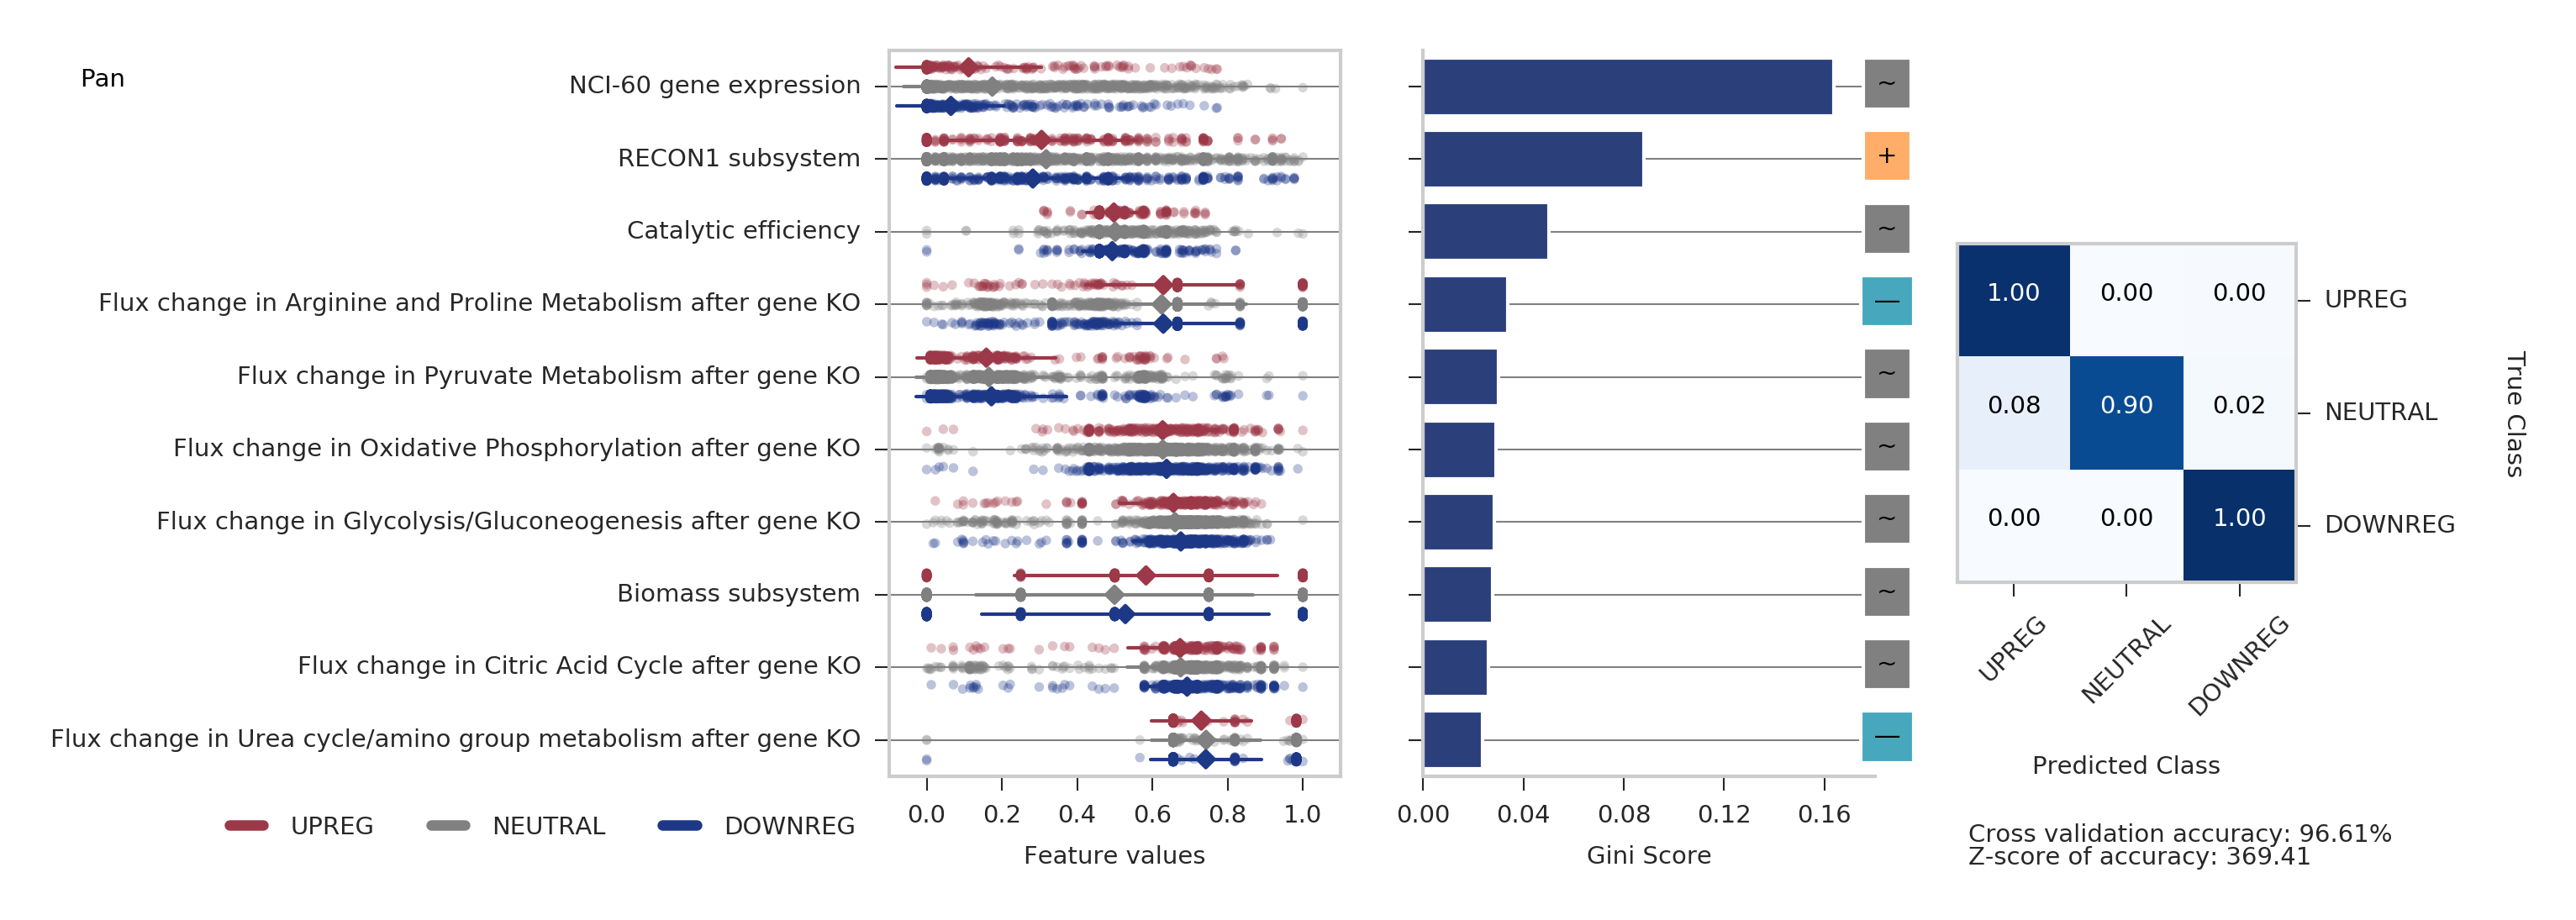 Pan
NCI-60 gene expression
RECON1 subsystem
Catalytic efficiency
Flux change in Arginine and Proline Metabolism after gene KO
Flux change in Pyruvate Metabolism after gene KO
Flux change in Oxidative Phosphorylation after gene KO
Flux change in Glycolysis/Gluconeogenesis after gene KO
Biomass subsystem
Flux change in Citric Acid Cycle after gene KO
Flux change in Urea cycle/amino group metabolism after gene KO
UPREG NEUTRAL DOWNREG
0.0 0.2 0.4 0.6 0.8 1.0
Feature values
~
+
~
—
~
~
~
~
~
—
0.00 0.04 0.08 0.12 0.16
Gini Score
1.00 0.00 0.00 UPREG
0.08 0.90 0.02 NEUTRAL
0.00 0.00 1.00 DOWNREG
True Class
UPREG NEUTRAL DOWNREG
Predicted Class
Cross validation accuracy: 96.61%
Z-score of accuracy: 369.41